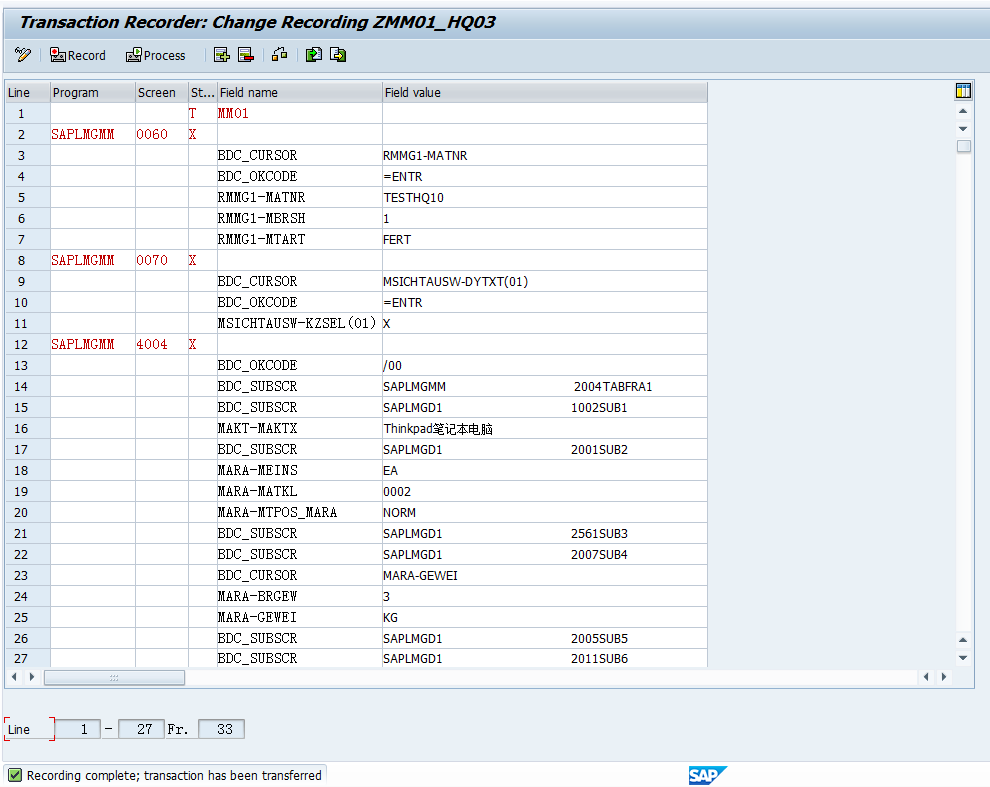 Transaction Recorder: Change Recording ZMM01_HQ03
Record Process
Line Program Screen St... Field name Field value
1 T MM01
2 SAPLMGMM 0060 X
3 BDC_CURSOR RMMG1-MATNR
4 BDC_OKCODE =ENTR
5 RMMG1-MATNR TESTHQ10
6 RMMG1-MBRSH 1
7 RMMG1-MTART FERT
8 SAPLMGMM 0070 X
9 BDC_CURSOR MSICHTAUSW-DYTXT(01)
10 BDC_OKCODE =ENTR
11 MSICHTAUSW-KZSEL(01) X
12 SAPLMGMM 4004 X
13 BDC_OKCODE /00
14 BDC_SUBSCR SAPLMGMM 2004TABFRA1
15 BDC_SUBSCR SAPLMGD1 1002SUB1
16 MAKT-MAKTX Thinkpad笔记本电脑
17 BDC_SUBSCR SAPLMGD1 2001SUB2
18 MARA-MEINS EA
19 MARA-MATKL 0002
20 MARA-MTPOS_MARA NORM
21 BDC_SUBSCR SAPLMGD1 2561SUB3
22 BDC_SUBSCR SAPLMGD1 2007SUB4
23 BDC_CURSOR MARA-GEWEI
24 MARA-BRGEW 3
25 MARA-GEWEI KG
26 BDC_SUBSCR SAPLMGD1 2005SUB5
27 BDC_SUBSCR SAPLMGD1 2011SUB6
Line 1 - 27 Fr. 33
Recording complete; transaction has been transferred
SAP